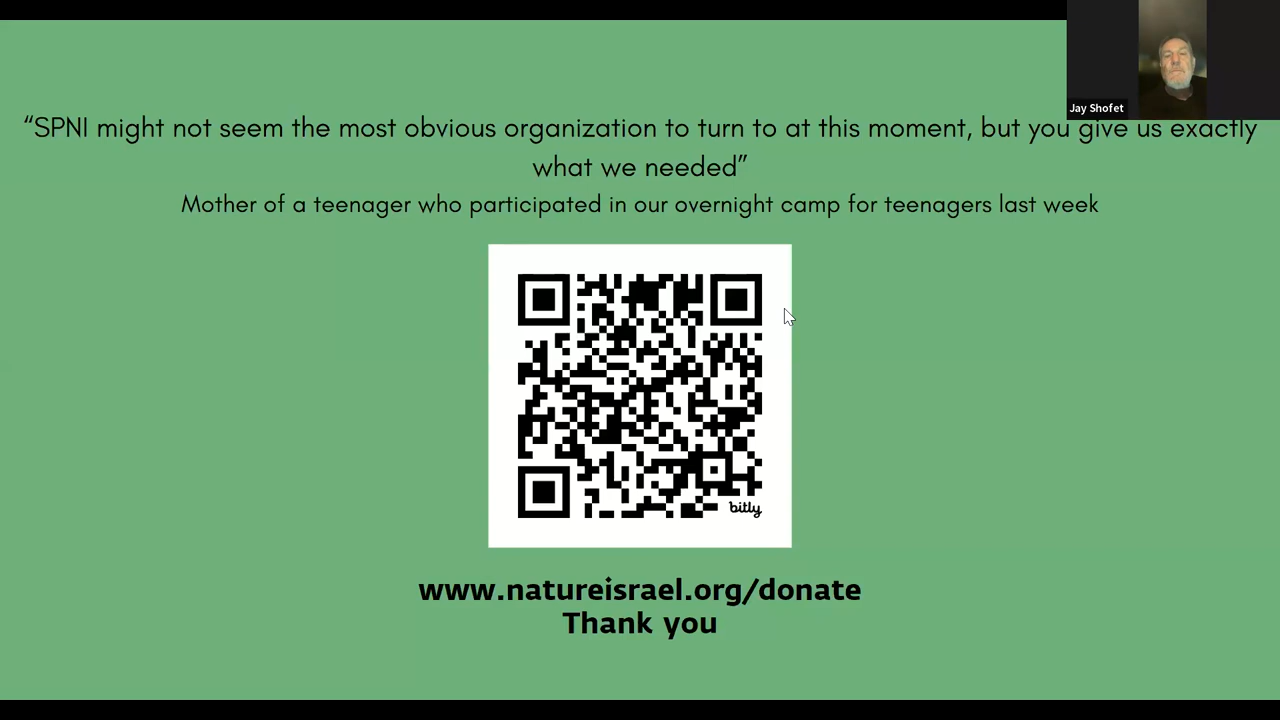 Jay Shofet
“SPNI might not seem the most obvious organization to turn to at this moment, but you give us exactly
what we needed”
Mother of a teenager who participated in our overnight camp for teenagers last week
bitly
www.natureisrael.org/donate
Thank you